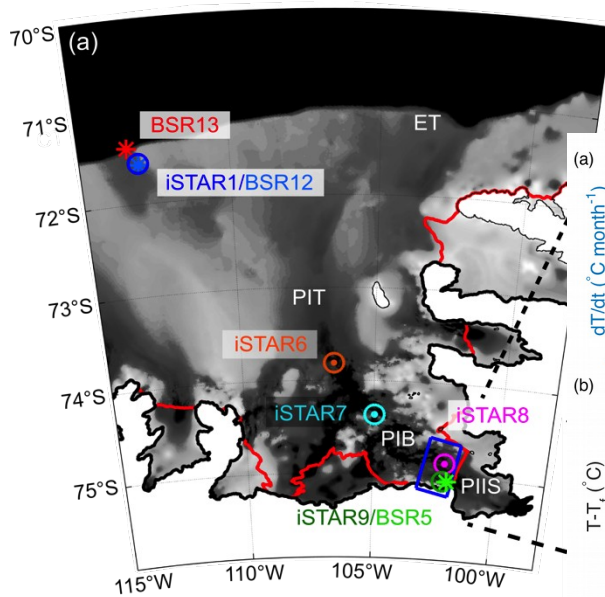 70°S
(a)
ET
71°S
BSR13
(a)
iSTAR1/BSR12
72°S
dT/dt (°C month⁻¹)
73°S
PIT
iSTAR6
74°S
(b)
iSTAR7
iSTAR8
PIB
75°S
PIIS
T-Tf (°C)
iSTAR9/BSR5
115°W
110°W
105°W
100°W